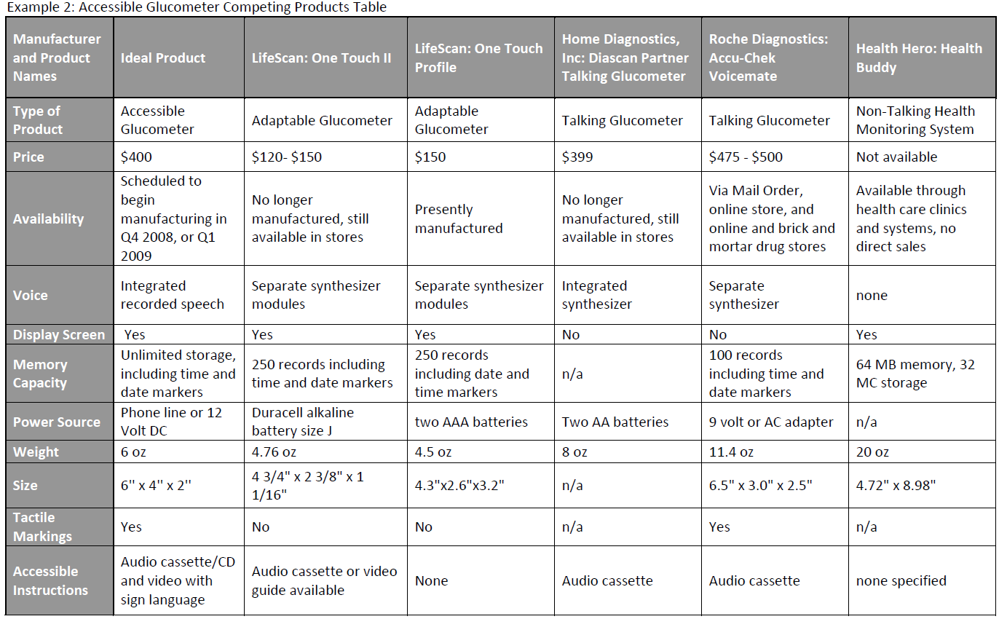 Example 2: Accessible Glucometer Competing Products Table
Manufacturer
and Product
Names
Ideal Product
LifeScan: One Touch II
LifeScan: One Touch
Profile
Home Diagnostics,
Inc: Diascan Partner
Talking Glucometer
Roche Diagnostics:
Accu-Chek
Voicemate
Health Hero: Health
Buddy
Type of
Product
Accessible
Glucometer
Adaptable Glucometer
Adaptable
Glucometer
Talking Glucometer
Talking Glucometer
Non-Talking Health
Monitoring System
Price
$400
$120- $150
$150
$399
$475 - $500
Not available
Availability
Scheduled to
begin
manufacturing in
Q4 2008, or Q1
2009
No longer
manufactured, still
available in stores
Presently
manufactured
No longer
manufactured, still
available in stores
Via Mail Order,
online store, and
online and brick and
mortar drug stores
Available through
health care clinics
and systems, no
direct sales
Voice
Integrated
recorded speech
Separate synthesizer
modules
Separate synthesizer
modules
Integrated
synthesizer
Separate
synthesizer
none
Display Screen
Yes
Yes
Yes
No
No
Yes
Memory
Capacity
Unlimited storage,
including time and
date markers
250 records including
time and date markers
250 records
including date and
time markers
n/a
100 records
including time and
date markers
64 MB memory, 32
MC storage
Power Source
Phone line or 12
Volt DC
Duracell alkaline
battery size J
two AAA batteries
Two AA batteries
9 volt or AC adapter
n/a
Weight
6 oz
4.76 oz
4.5 oz
8 oz
11.4 oz
20 oz
Size
6'' x 4'' x 2''
4 3/4" x 2 3/8" x 1
1/16"
4.3"x2.6"x3.2"
n/a
6.5" x 3.0" x 2.5"
4.72" x 8.98"
Tactile
Markings
Yes
No
No
n/a
Yes
n/a
Accessible
Instructions
Audio cassette/CD
and video with
sign language
Audio cassette or video
guide available
None
Audio cassette
Audio cassette
none specified